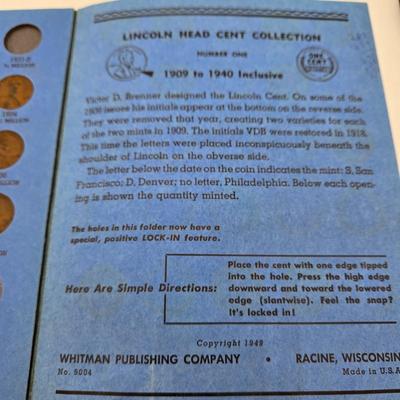 LINCOLN HEAD CENT COLLECTION
NUMBER ONE
ONE CENT
1909 to 1940 Inclusive
Victor D. Brenner designed the Lincoln Cent. On some of the
1909 issues his initials appear at the bottom on the reverse side.
They were removed that year, creating two varieties for each
of the two mints in 1909. The initials VDB were restored in 1918.
This time the letters were placed inconspicuously beneath the
shoulder of Lincoln on the obverse side.
The letter below the date on the coin indicates the mint: S, San
Francisco; D, Denver; no letter, Philadelphia. Below each open-
ing is shown the quantity minted.
The holes in this folder now have a
special, positive LOCK-IN feature.
Here Are Simple Directions:
Place the cent with one edge tipped
into the hole. Press the high edge
downward and toward the lowered
edge (slantwise). Feel the snap?
It's locked in!
Copyright 1949
WHITMAN PUBLISHING COMPANY • RACINE, WISCONSIN
No. 9004
Made in U.S.A.